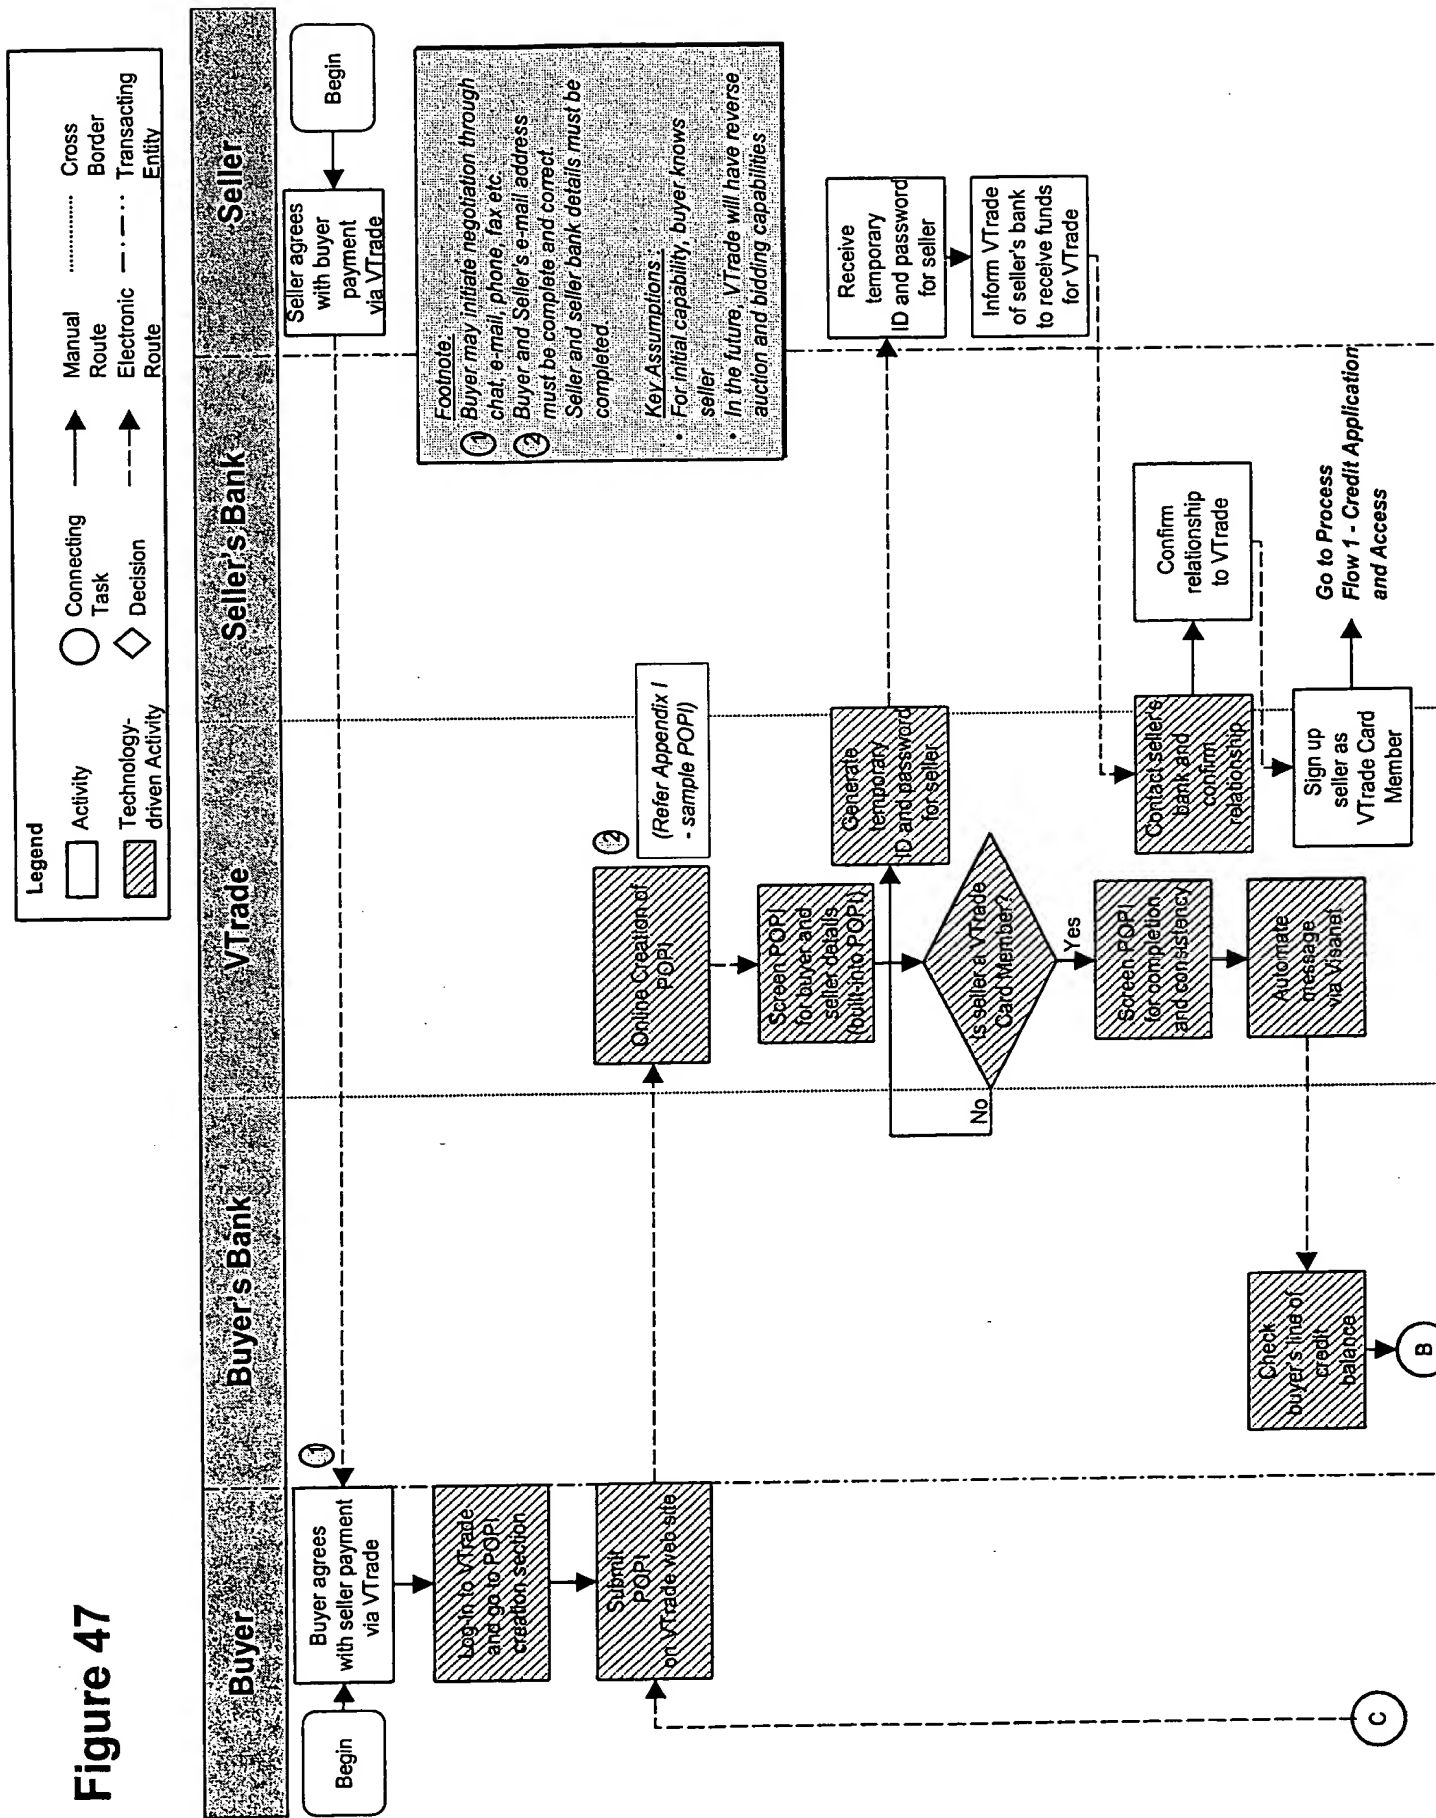 Figure 47
Legend
Activity
Technology-
driven Activity
Connecting
Task
Decision
Manual
Route
Electronic
Route
Cross
Border
Transacting
Entity
Buyer
Buyer's Bank
VTrade
Seller's Bank
Seller
Begin
Buyer agrees
with seller payment
via VTrade
1
Seller agrees
with buyer
payment
via VTrade
Begin
Log-in to VTrade
and go to POPI
creation section
Submit
POPI
on VTrade web site
Online Creation of
POPI
2
(Refer Appendix I
- sample POPI)
Footnote:
1 Buyer may initiate negotiation through
chat, e-mail, phone, fax etc.
2 Buyer and Seller's e-mail address
must be complete and correct.
Seller and seller bank details must be
completed.
Key Assumptions :
• For initial capability, buyer knows
seller
• In the future, VTrade will have reverse
auction and bidding capabilities
Screen POPI
for buyer and
seller details
(built-into POPI)
Generate
temporary
ID and password
for seller
Receive
temporary
ID and password
for seller
Is seller a VTrade
Card Member?
No
Yes
Inform VTrade
of seller's bank
to receive funds
for VTrade
Screen POPI
for completion
and consistency
Contact seller's
bank and
confirm
relationship
Confirm
relationship
to VTrade
Check
buyer's line of
credit
balance
Automate
message
via Visanet
Sign up
seller as
VTrade Card
Member
Go to Process
Flow 1 - Credit Application
and Access
C
B